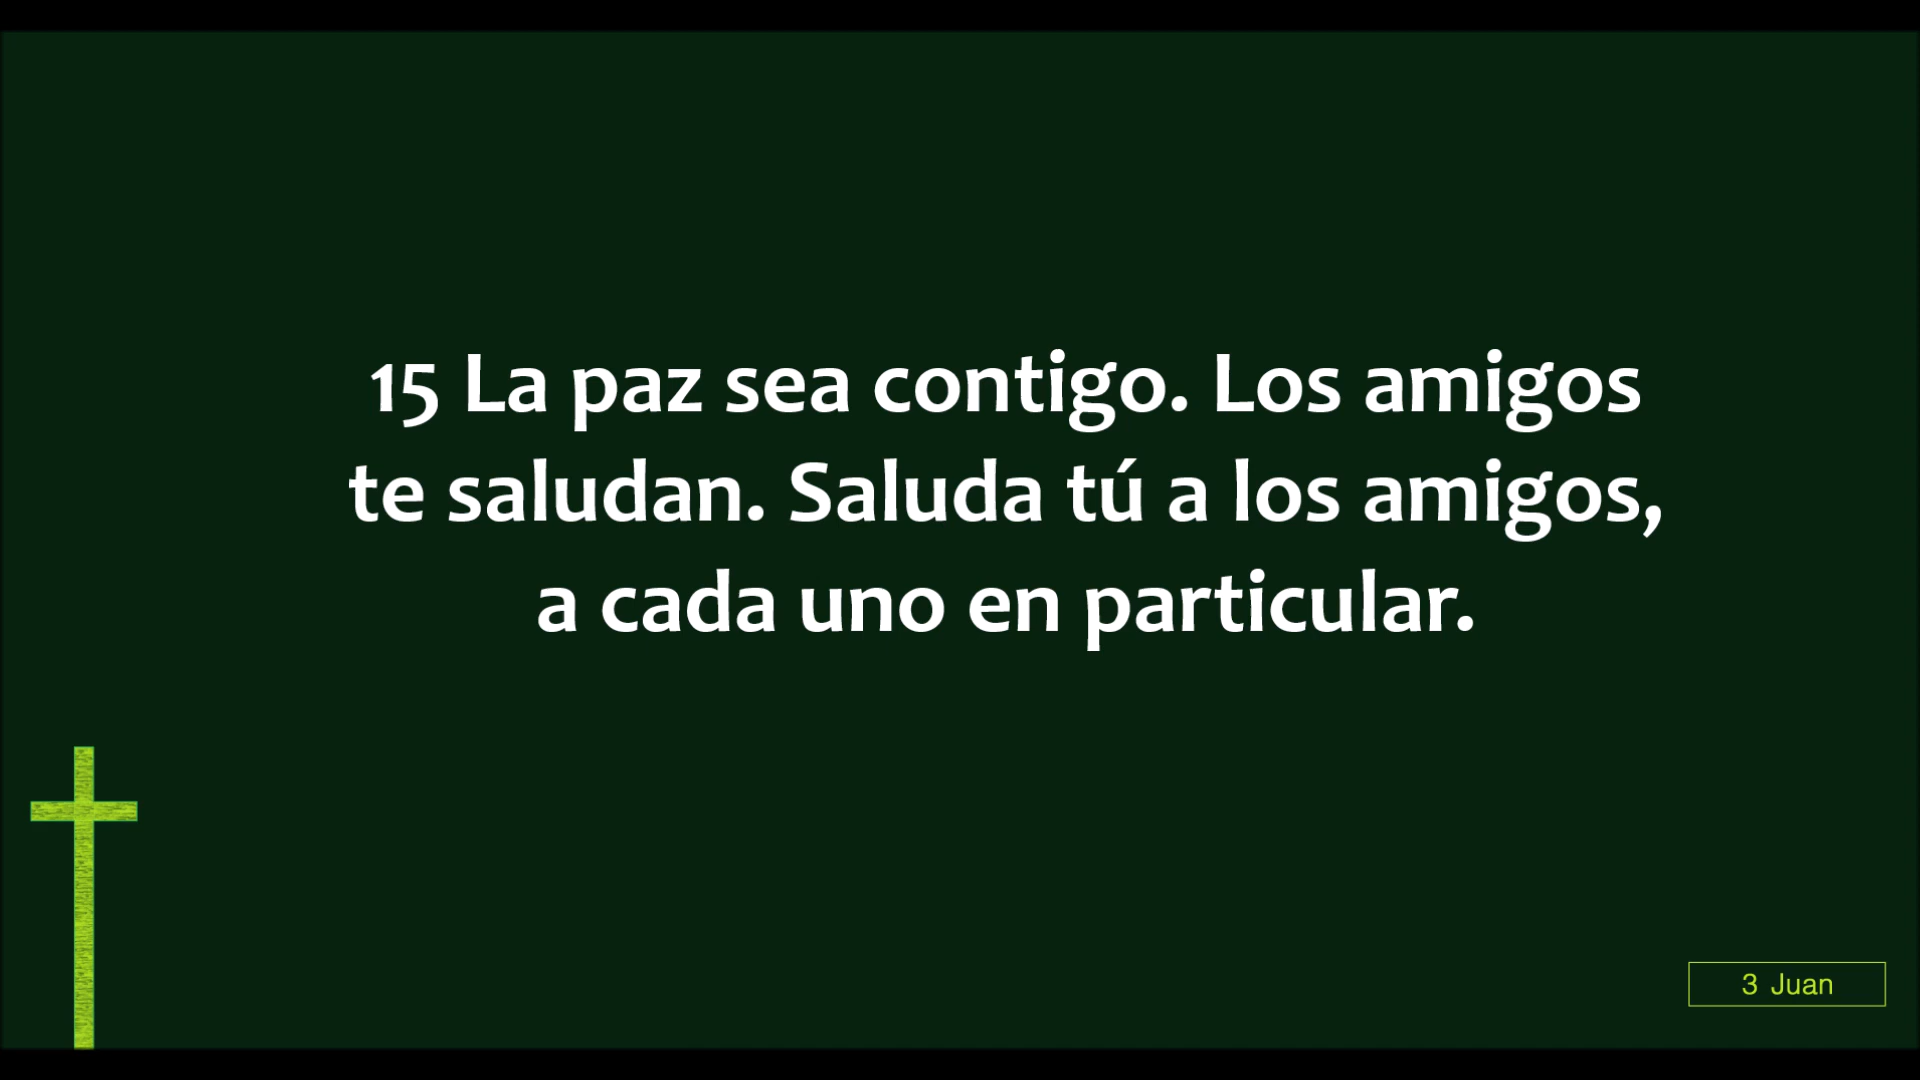 15 La paz sea contigo. Los amigos
te saludan. Saluda tú a los amigos,
a cada uno en particular.
3 Juan